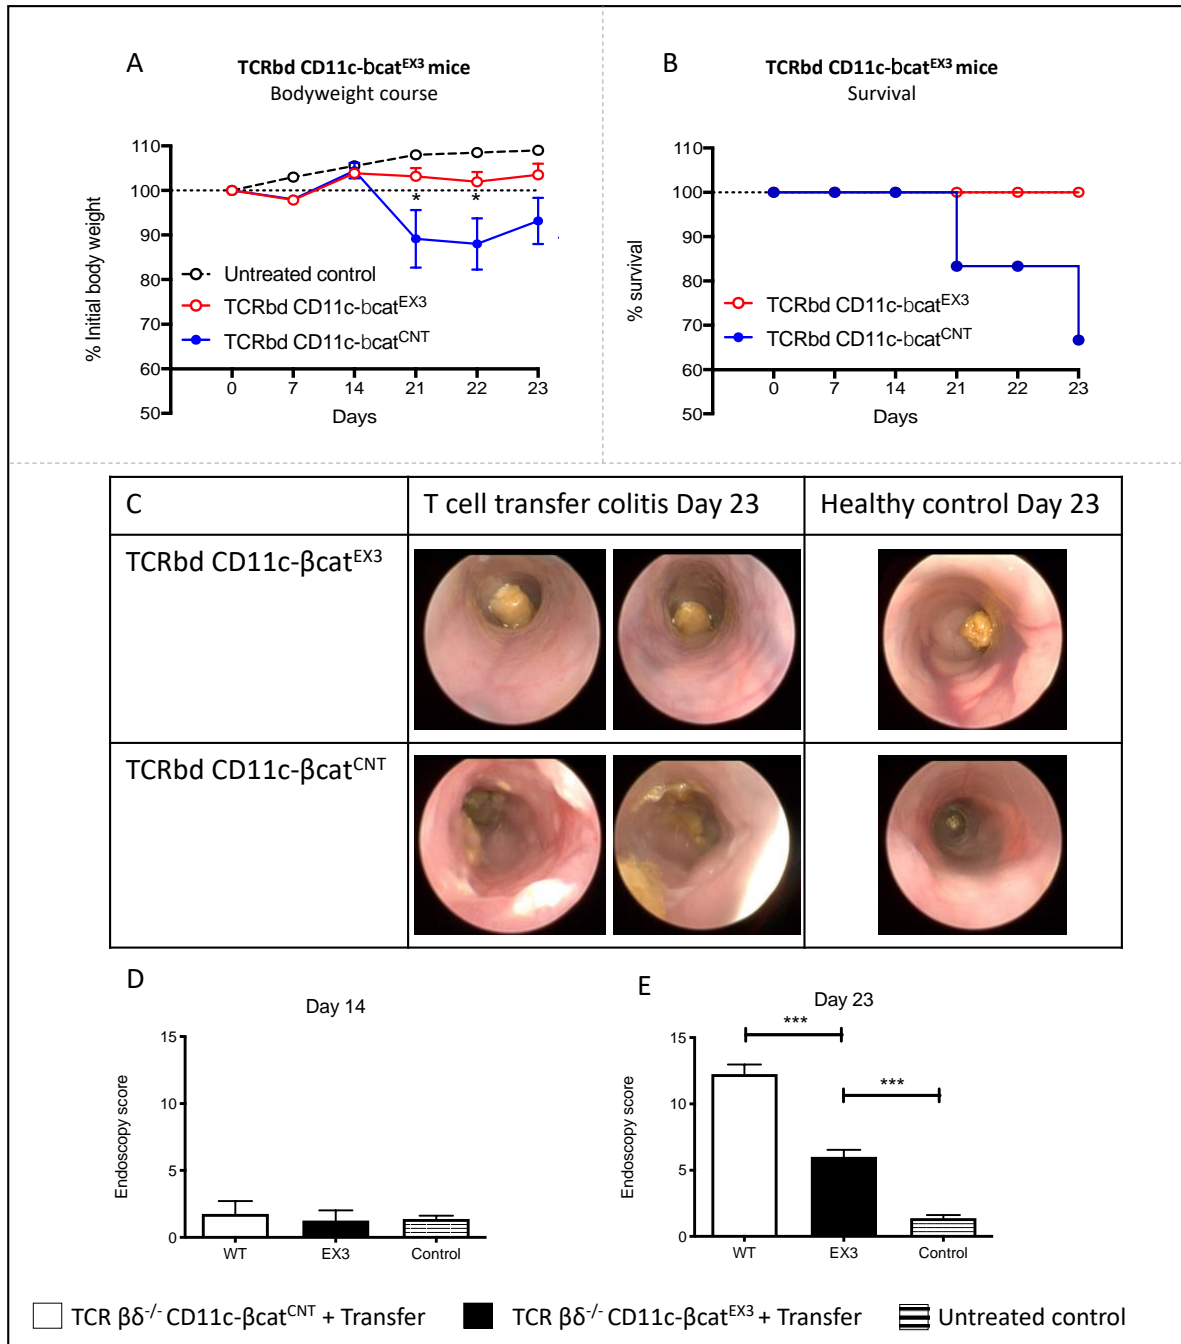 A
TCRbd CD11c-bcatEX3 mice
Bodyweight course
110
100
90
80
70
60
50
% Initial body weight
*
*
Untreated control
TCRbd CD11c-bcatEX3
TCRbd CD11c-bcatCNT
0 7 14 21 22 23
Days
B
TCRbd CD11c-bcatEX3 mice
Survival
110
100
90
80
70
60
50
% survival
TCRbd CD11c-bcatEX3
TCRbd CD11c-bcatCNT
0 7 14 21 22 23
Days
C
T cell transfer colitis Day 23
Healthy control Day 23
TCRbd CD11c-βcatEX3
TCRbd CD11c-βcatCNT
D
Day 14
15
10
5
0
Endoscopy score
WT EX3 Control
E
Day 23
***
***
15
10
5
0
Endoscopy score
WT EX3 Control
TCR βδ-/- CD11c-βcatCNT + Transfer
TCR βδ-/- CD11c-βcatEX3 + Transfer
Untreated control